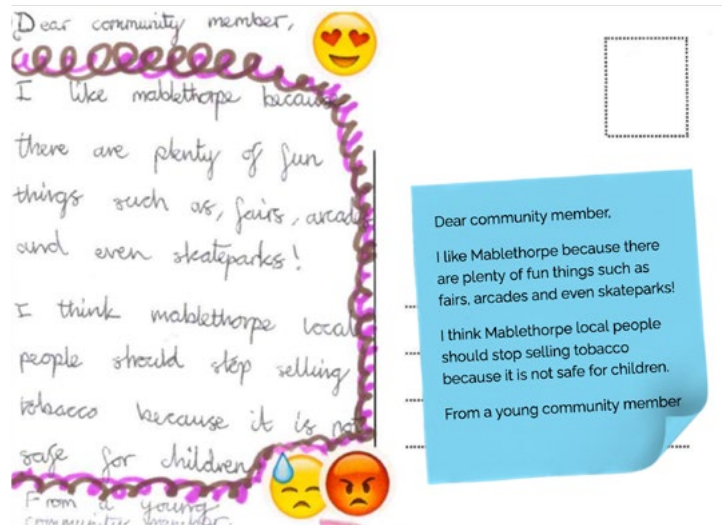 Dear community member,
I like mablethorpe because
there are plenty of fun
things such as, fairs, arcades
and even skateparks!
I think mablethorpe local
people should stop selling
tobacco because it is not
safe for children
From a young
community member.
Dear community member,
I like Mablethorpe because there
are plenty of fun things such as
fairs, arcades and even skateparks!
I think Mablethorpe local people
should stop selling tobacco
because it is not safe for children.
From a young community member